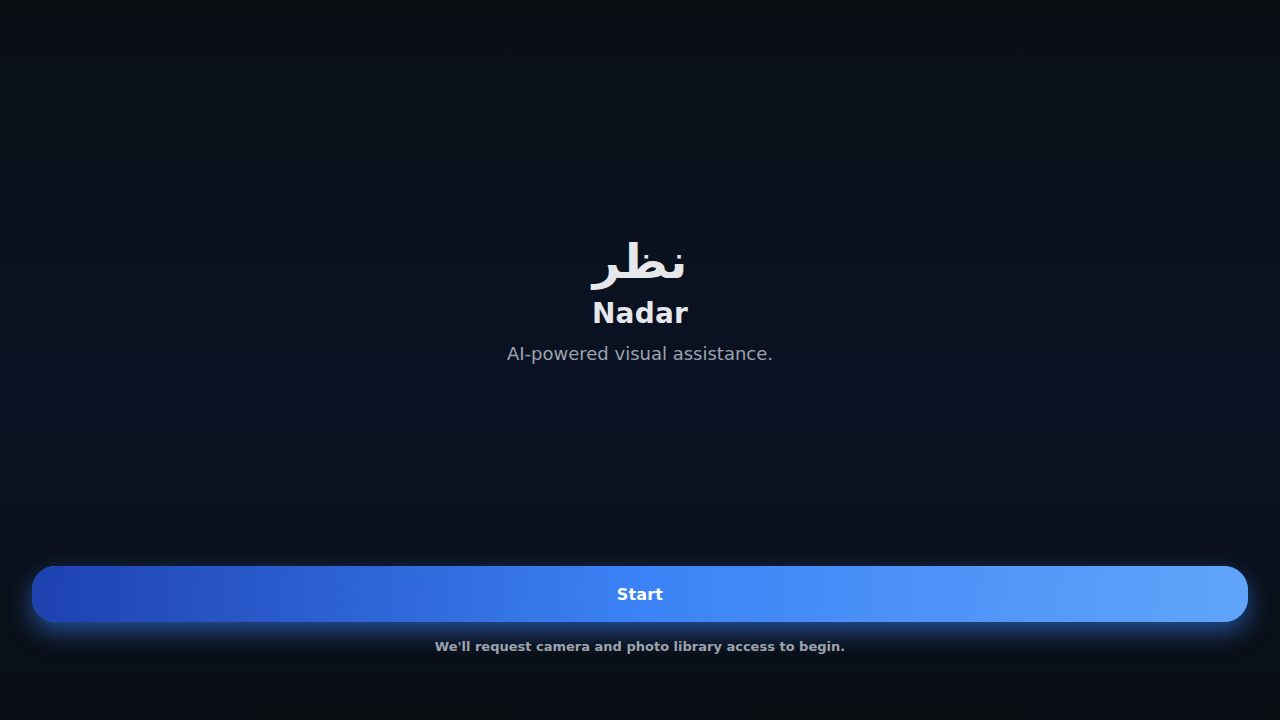 نظر
Nadar
AI-powered visual assistance.
Start
We'll request camera and photo library access to begin.